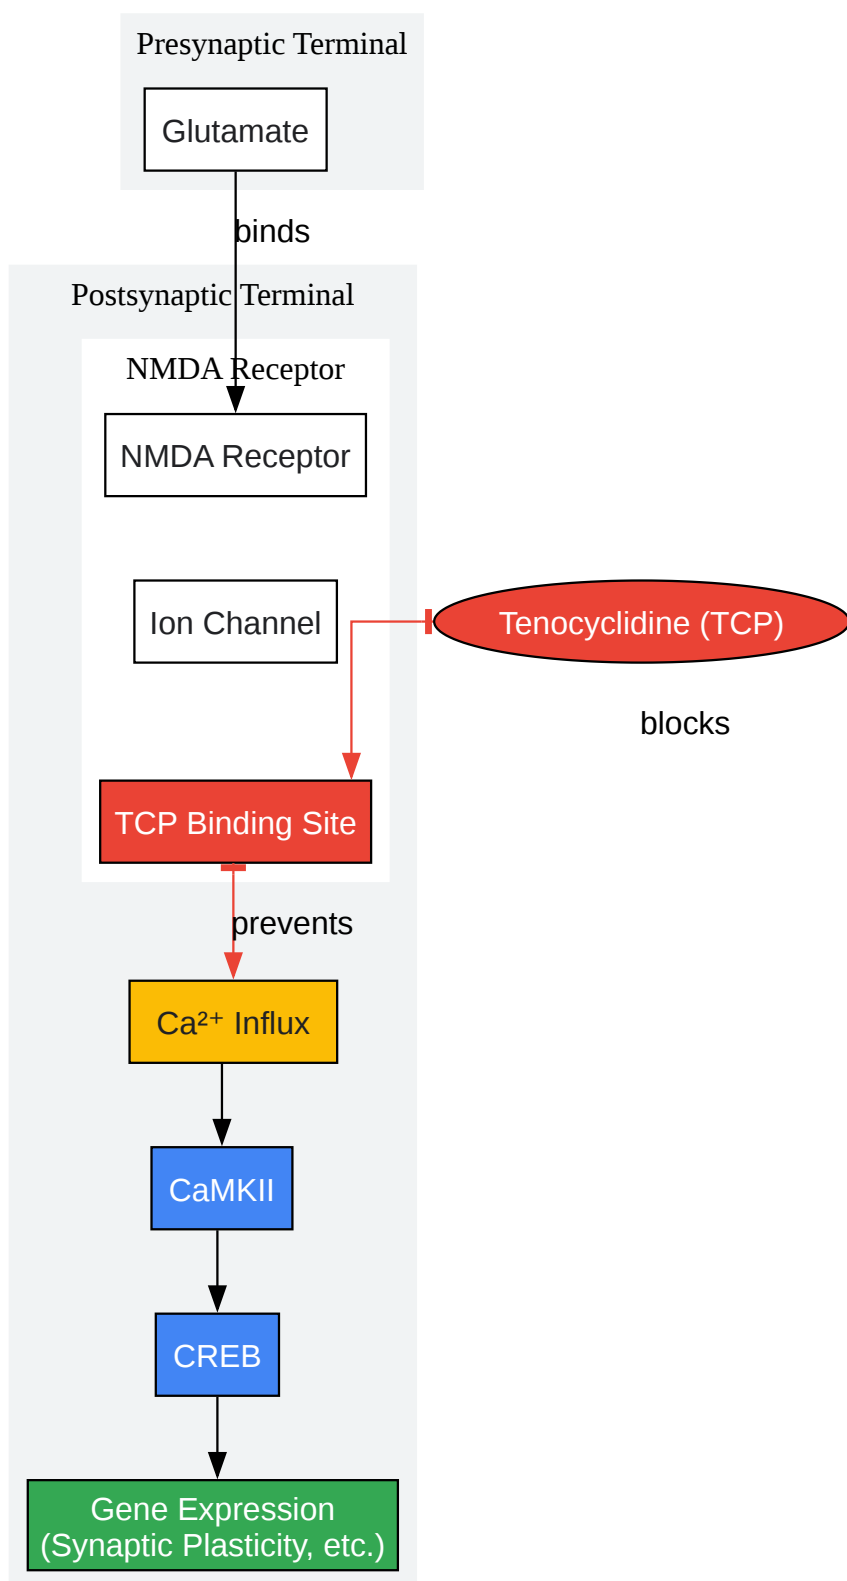 Presynaptic Terminal
Glutamate
binds
Postsynaptic Terminal
NMDA Receptor
NMDA Receptor
Ion Channel
Tenocyclidine (TCP)
blocks
TCP Binding Site
prevents
Ca²⁺ Influx
CaMKII
CREB
Gene Expression
(Synaptic Plasticity, etc.)